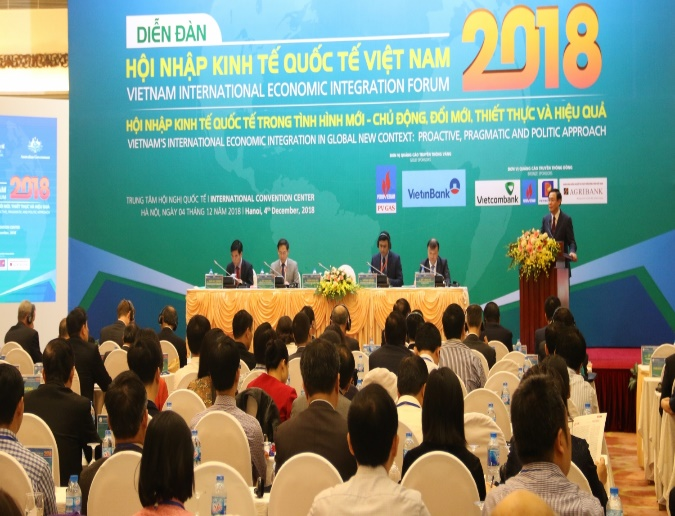 DIỄN ĐÀN
HỘI NHẬP KINH TẾ QUỐC TẾ VIỆT NAM
VIETNAM INTERNATIONAL ECONOMIC INTEGRATION FORUM
2018
HỘI NHẬP KINH TẾ QUỐC TẾ TRONG TÌNH HÌNH MỚI - CHỦ ĐỘNG, ĐỔI MỚI, THIẾT THỰC VÀ HIỆU QUẢ
VIETNAM'S INTERNATIONAL ECONOMIC INTEGRATION IN GLOBAL NEW CONTEXT: PROACTIVE, PRAGMATIC AND POLITIC APPROACH
TRUNG TÂM HỘI NGHỊ QUỐC TẾ | INTERNATIONAL CONVENTION CENTER
HÀ NỘI, NGÀY 04 THÁNG 12 NĂM 2018 | Hanoi, 4th December, 2018
PV GAS
VietinBank
Vietcombank
AGRIBANK
2018
2018